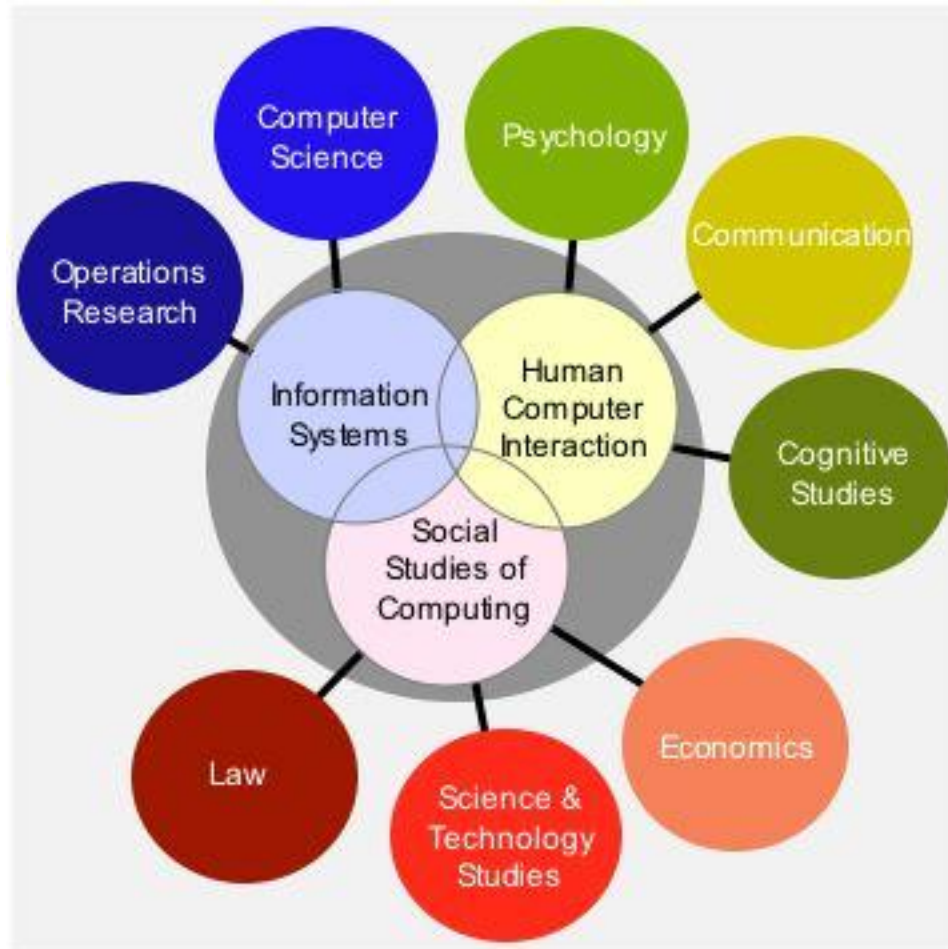 Computer
Science
Psychology
Communication
Operations
Research
Information
Systems
Human
Computer
Interaction
Cognitive
Studies
Social
Studies of
Computing
Law
Science &
Technology
Studies
Economics